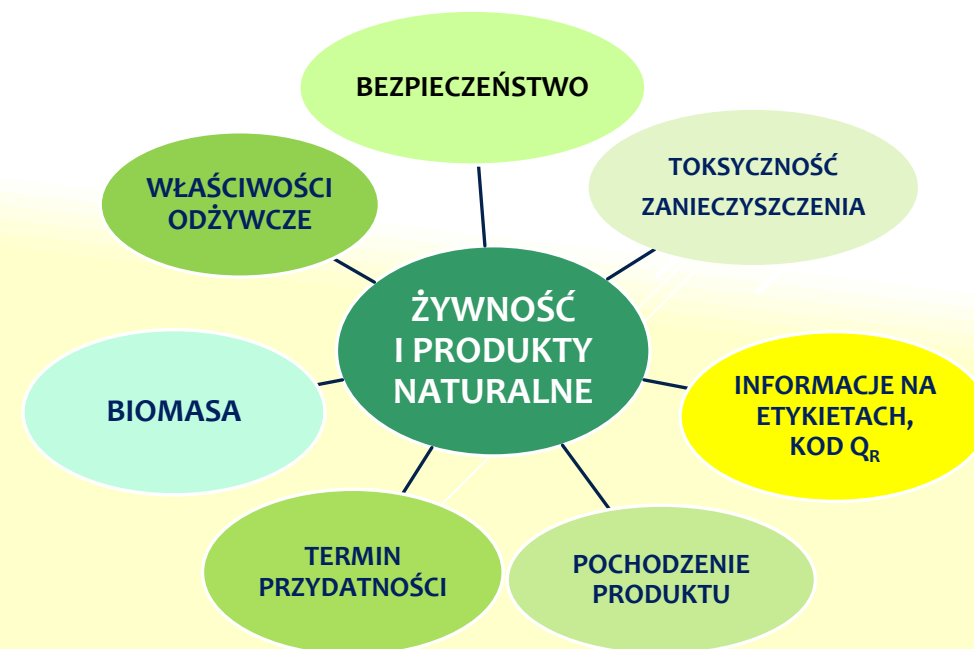 BEZPIECZEŃSTWO
TOKSYCZNOŚĆ
ZANIECZYSZCZENIA
WŁAŚCIWOŚCI
ODŻYWCZE
ŻYWNOŚĆ
I PRODUKTY
NATURALNE
BIOMASA
INFORMACJE NA
ETYKIETACH,
KOD QR
TERMIN
PRZYDATNOŚCI
POCHODZENIE
PRODUKTU